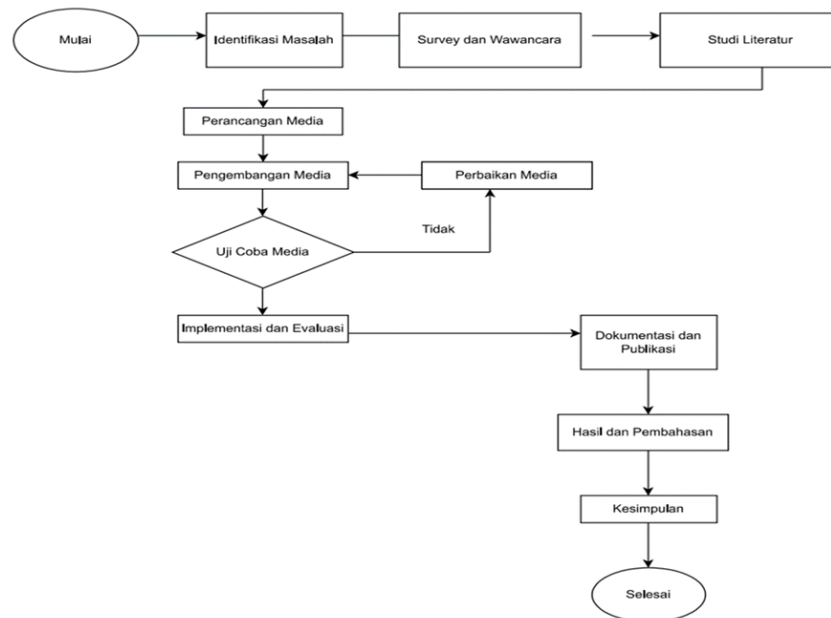 Mulai
Identifikasi Masalah
Survey dan Wawancara
Studi Literatur
Perancangan Media
Pengembangan Media
Perbaikan Media
Tidak
Uji Coba Media
Implementasi dan Evaluasi
Dokumentasi dan
Publikasi
Hasil dan Pembahasan
Kesimpulan
Selesai